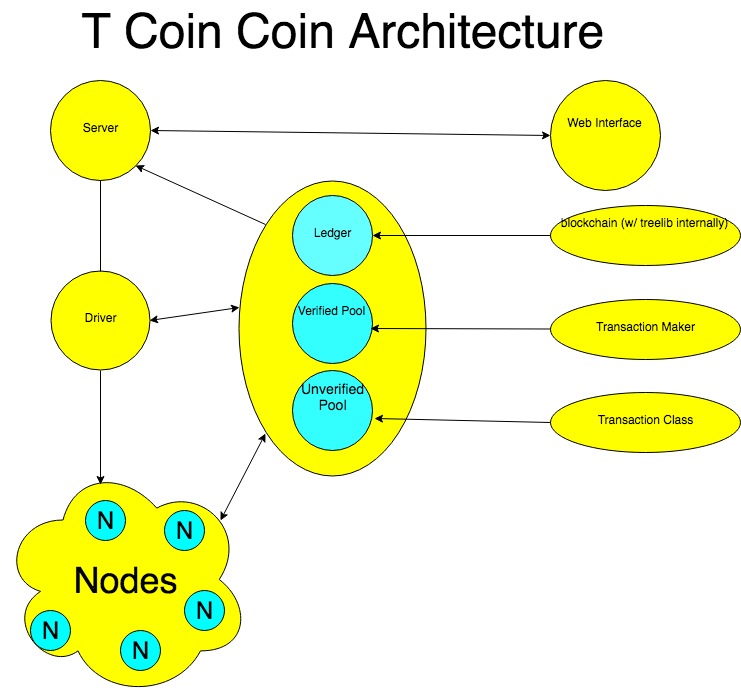 T Coin Coin Architecture
Server
Web Interface
Ledger
blockchain (w/ treelib internally)
Driver
Verified Pool
Transaction Maker
Unverified
Pool
Transaction Class
N
N
Nodes
N
N
N